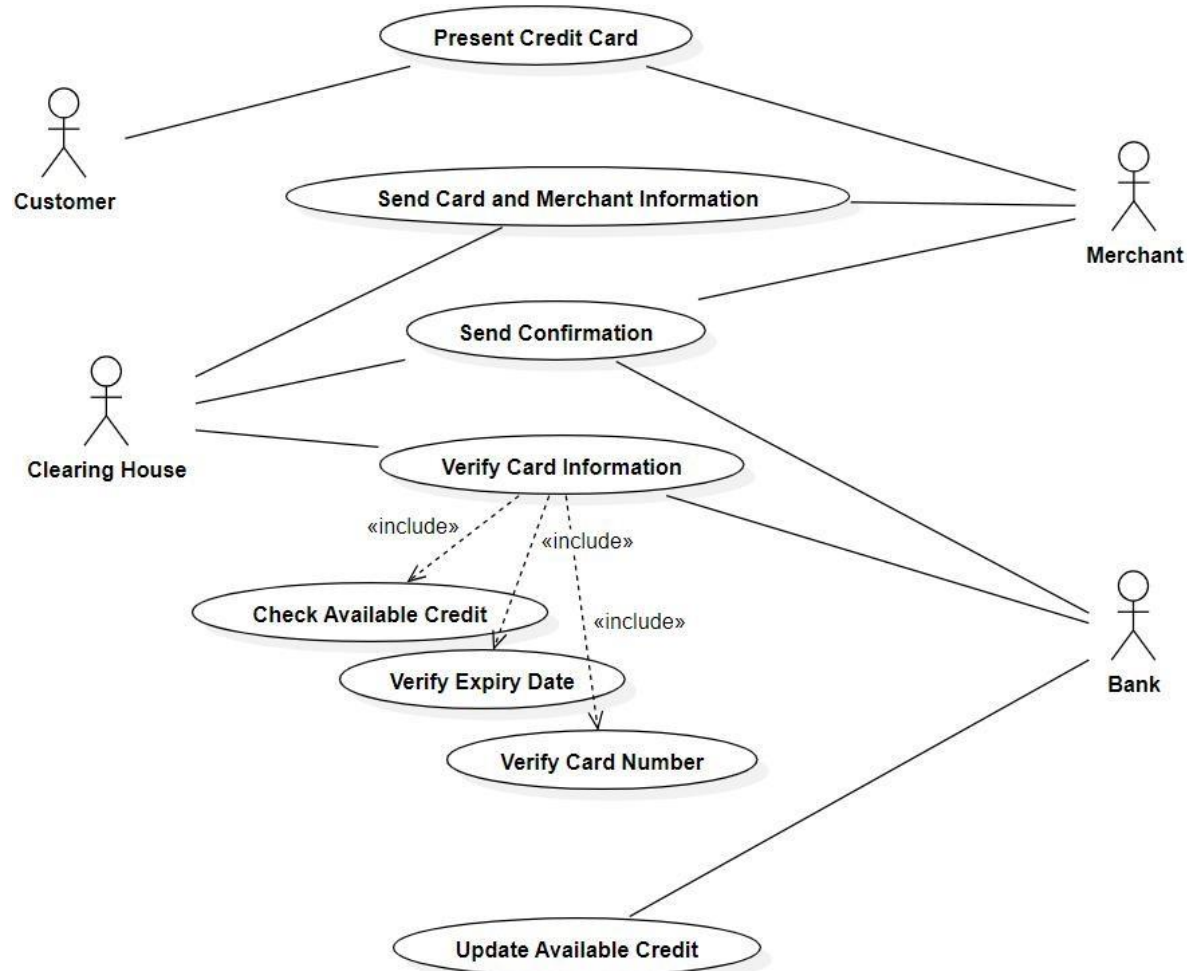 Present Credit Card
Customer
Send Card and Merchant Information
Merchant
Send Confirmation
Clearing House
Verify Card Information
«include»
«include»
Check Available Credit
«include»
Verify Expiry Date
Bank
Verify Card Number
Update Available Credit